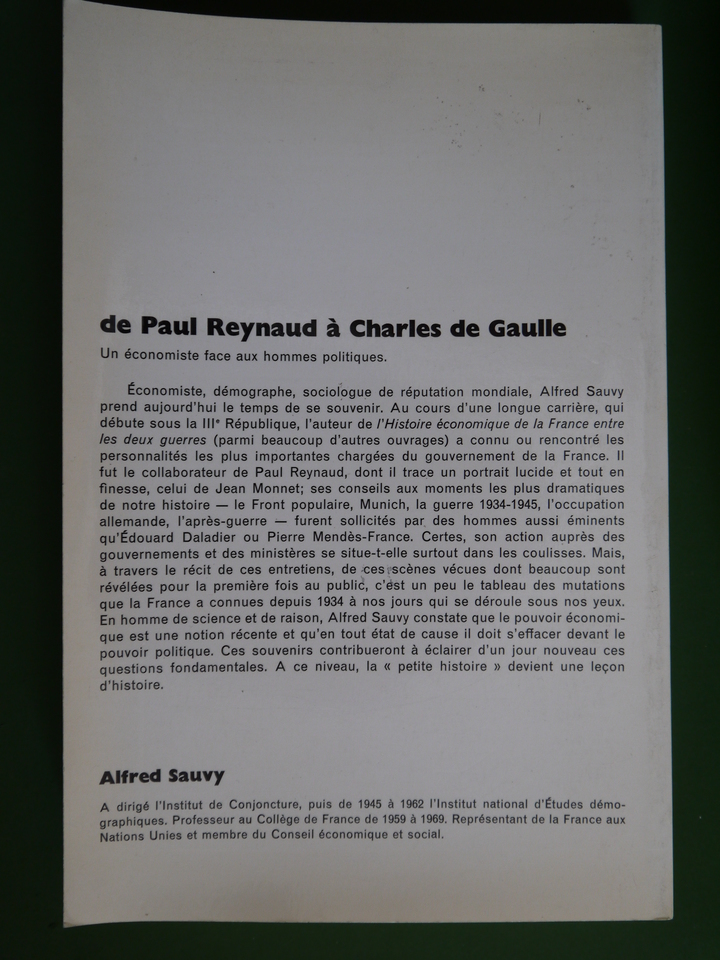 de Paul Reynaud à Charles de Gaulle
Un économiste face aux hommes politiques.
Économiste, démographe, sociologue de réputation mondiale, Alfred Sauvy
prend aujourd'hui le temps de se souvenir. Au cours d'une longue carrière, qui
débute sous la IIIe République, l'auteur de l'Histoire économique de la France entre
les deux guerres (parmi beaucoup d'autres ouvrages) a connu ou rencontré les
personnalités les plus importantes chargées du gouvernement de la France. Il
fut le collaborateur de Paul Reynaud, dont il trace un portrait lucide et tout en
finesse, celui de Jean Monnet; ses conseils aux moments les plus dramatiques
de notre histoire — le Front populaire, Munich, la guerre 1934-1945, l'occupation
allemande, l'après-guerre — furent sollicités par des hommes aussi éminents
qu'Édouard Daladier ou Pierre Mendès-France. Certes, son action auprès des
gouvernements et des ministères se situe-t-elle surtout dans les coulisses. Mais,
à travers le récit de ces entretiens, de ces scènes vécues dont beaucoup sont
révélées pour la première fois au public, c'est un peu le tableau des mutations
que la France a connues depuis 1934 à nos jours qui se déroule sous nos yeux.
En homme de science et de raison, Alfred Sauvy constate que le pouvoir économi-
que est une notion récente et qu'en tout état de cause il doit s'effacer devant le
pouvoir politique. Ces souvenirs contribueront à éclairer d'un jour nouveau ces
questions fondamentales. A ce niveau, la « petite histoire » devient une leçon
d'histoire.
Alfred Sauvy
A dirigé l'Institut de Conjoncture, puis de 1945 à 1962 l'Institut national d'Études démo-
graphiques. Professeur au Collège de France de 1959 à 1969. Représentant de la France aux
Nations Unies et membre du Conseil économique et social.